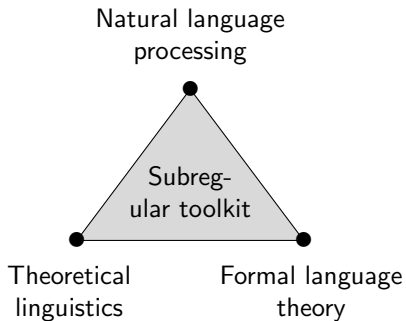 Natural language
processing
Subreg-
ular toolkit
Theoretical
linguistics
Formal language
theory